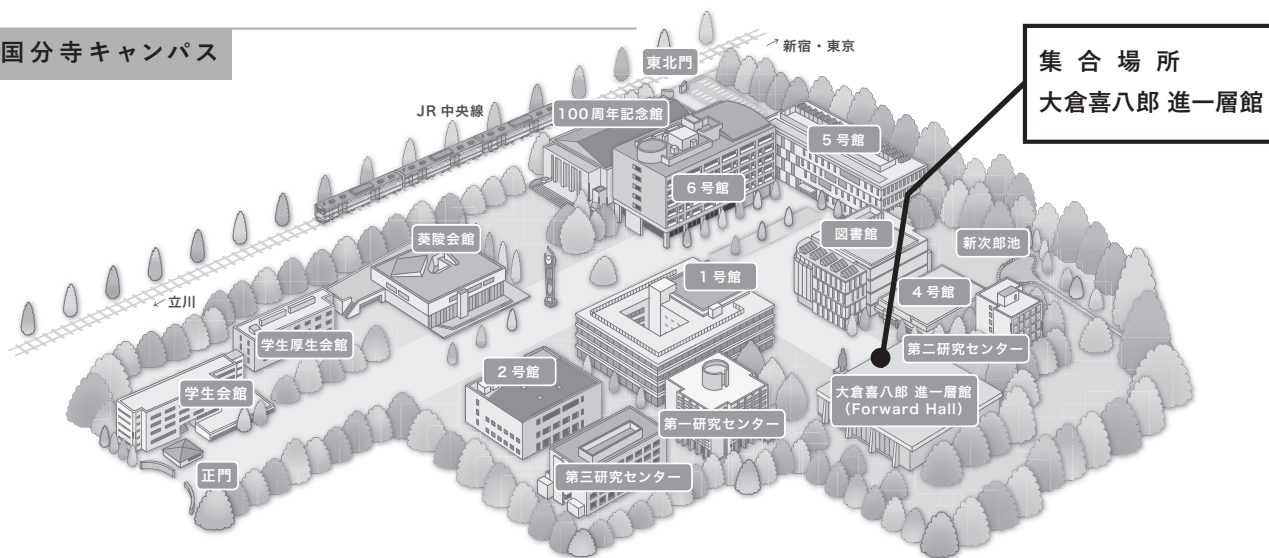 国分寺キャンパス
新宿・東京
東北門
集合場所
大倉喜八郎 進一層館
JR 中央線
100周年記念館
5号館
6号館
図書館
新次郎池
葵陵会館
1号館
4号館
立川
学生厚生会館
第二研究センター
2号館
学生会館
大倉喜八郎 進一層館
(Forward Hall)
第一研究センター
正門
第三研究センター